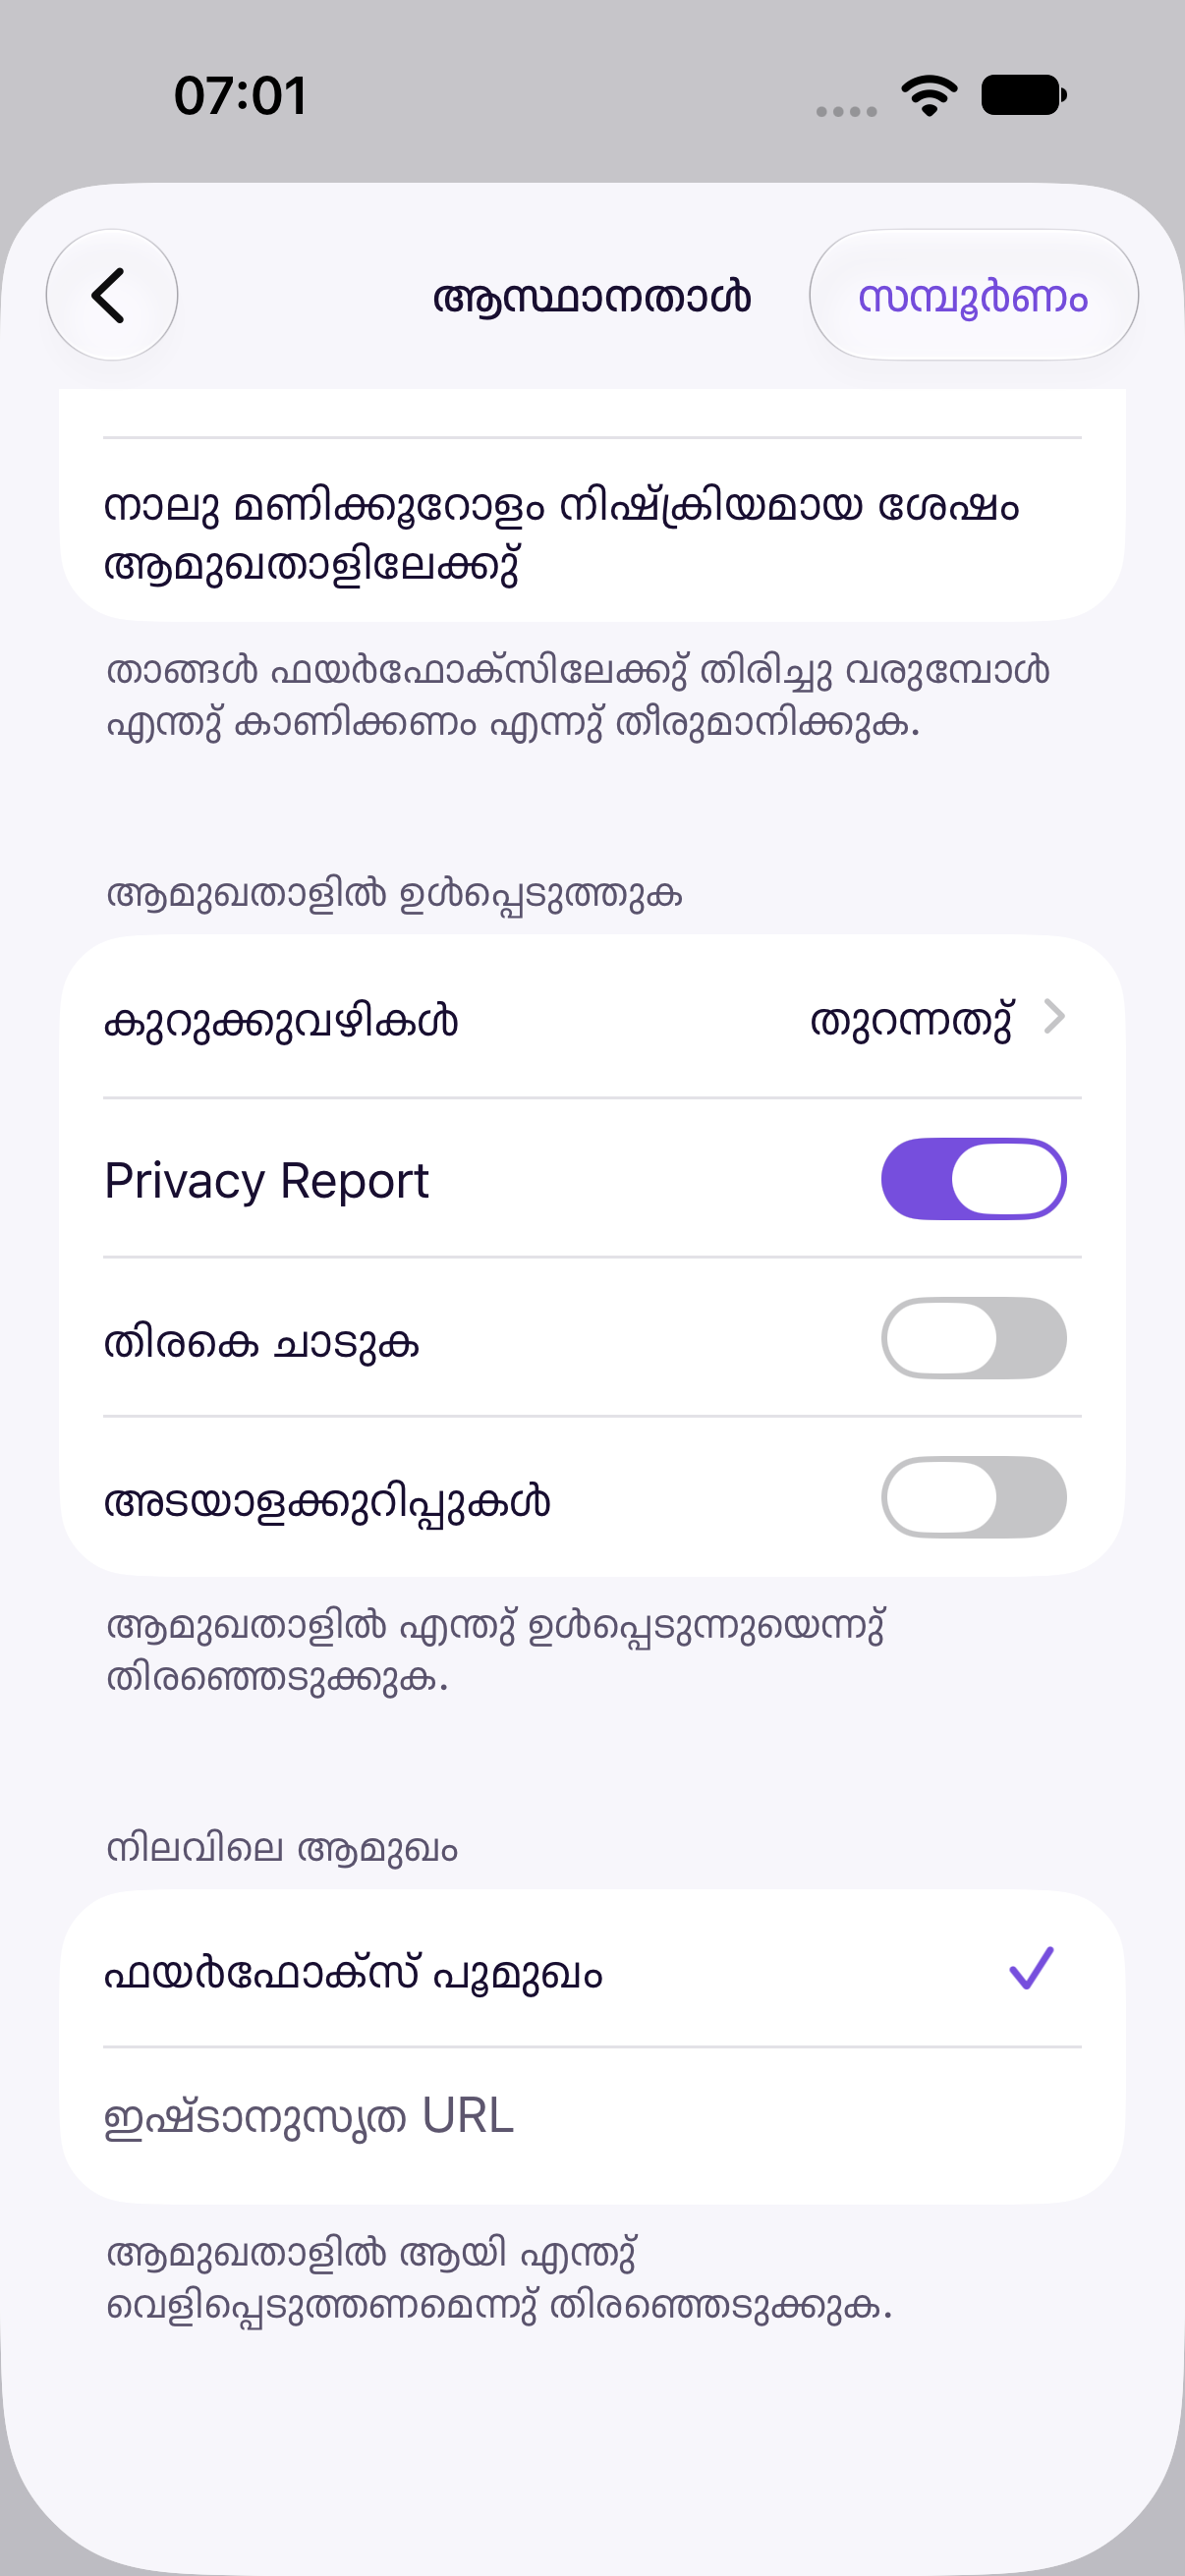 07:01
ആസ്ഥാനതാൾ
സമ്പൂർണം
നാലു മണിക്കൂറോളം നിഷ്ക്രിയമായ ശേഷം
ആമുഖതാളിലേക്കു്
താങ്ങൾ ഫയർഫോക്സിലേക്കു് തിരിച്ചു വരുമ്പോൾ
എന്തു് കാണിക്കണം എന്നു് തീരുമാനിക്കുക.
ആമുഖതാളിൽ ഉൾപ്പെടുത്തുക
കുറുക്കുവഴികൾ
തുറന്നതു്
Privacy Report
തിരകെ ചാടുക
അടയാളക്കുറിപ്പുകൾ
ആമുഖതാളിൽ എന്തു് ഉൾപ്പെടുന്നുയെന്നു്
തിരഞ്ഞെടുക്കുക.
നിലവിലെ ആമുഖം
ഫയർഫോക്സ് പൂമുഖം
ഇഷ്ടാനുസൃത URL
ആമുഖതാളിൽ ആയി എന്തു്
വെളിപ്പെടുത്തണമെന്നു് തിരഞ്ഞെടുക്കുക.